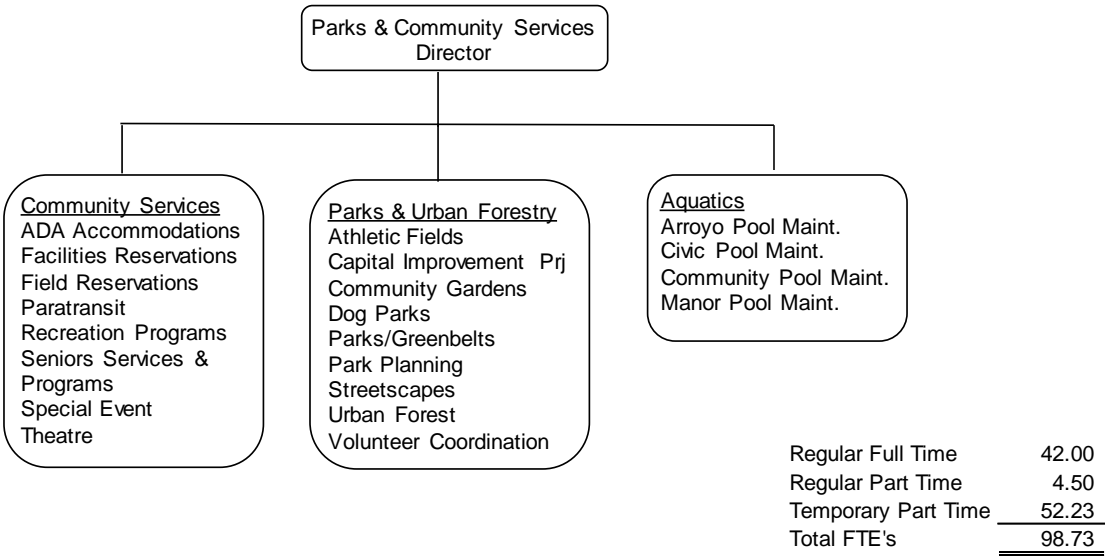 Parks & Community Services
Director
Community Services
ADA Accommodations
Facilities Reservations
Field Reservations
Paratransit
Recreation Programs
Seniors Services &
Programs
Special Event
Theatre
Parks & Urban Forestry
Athletic Fields
Capital Improvement Prj
Community Gardens
Dog Parks
Parks/Greenbelts
Park Planning
Streetscapes
Urban Forest
Volunteer Coordination
Aquatics
Arroyo Pool Maint.
Civic Pool Maint.
Community Pool Maint.
Manor Pool Maint.
Regular Full Time 42.00
Regular Part Time 4.50
Temporary Part Time 52.23
Total FTE's 98.73